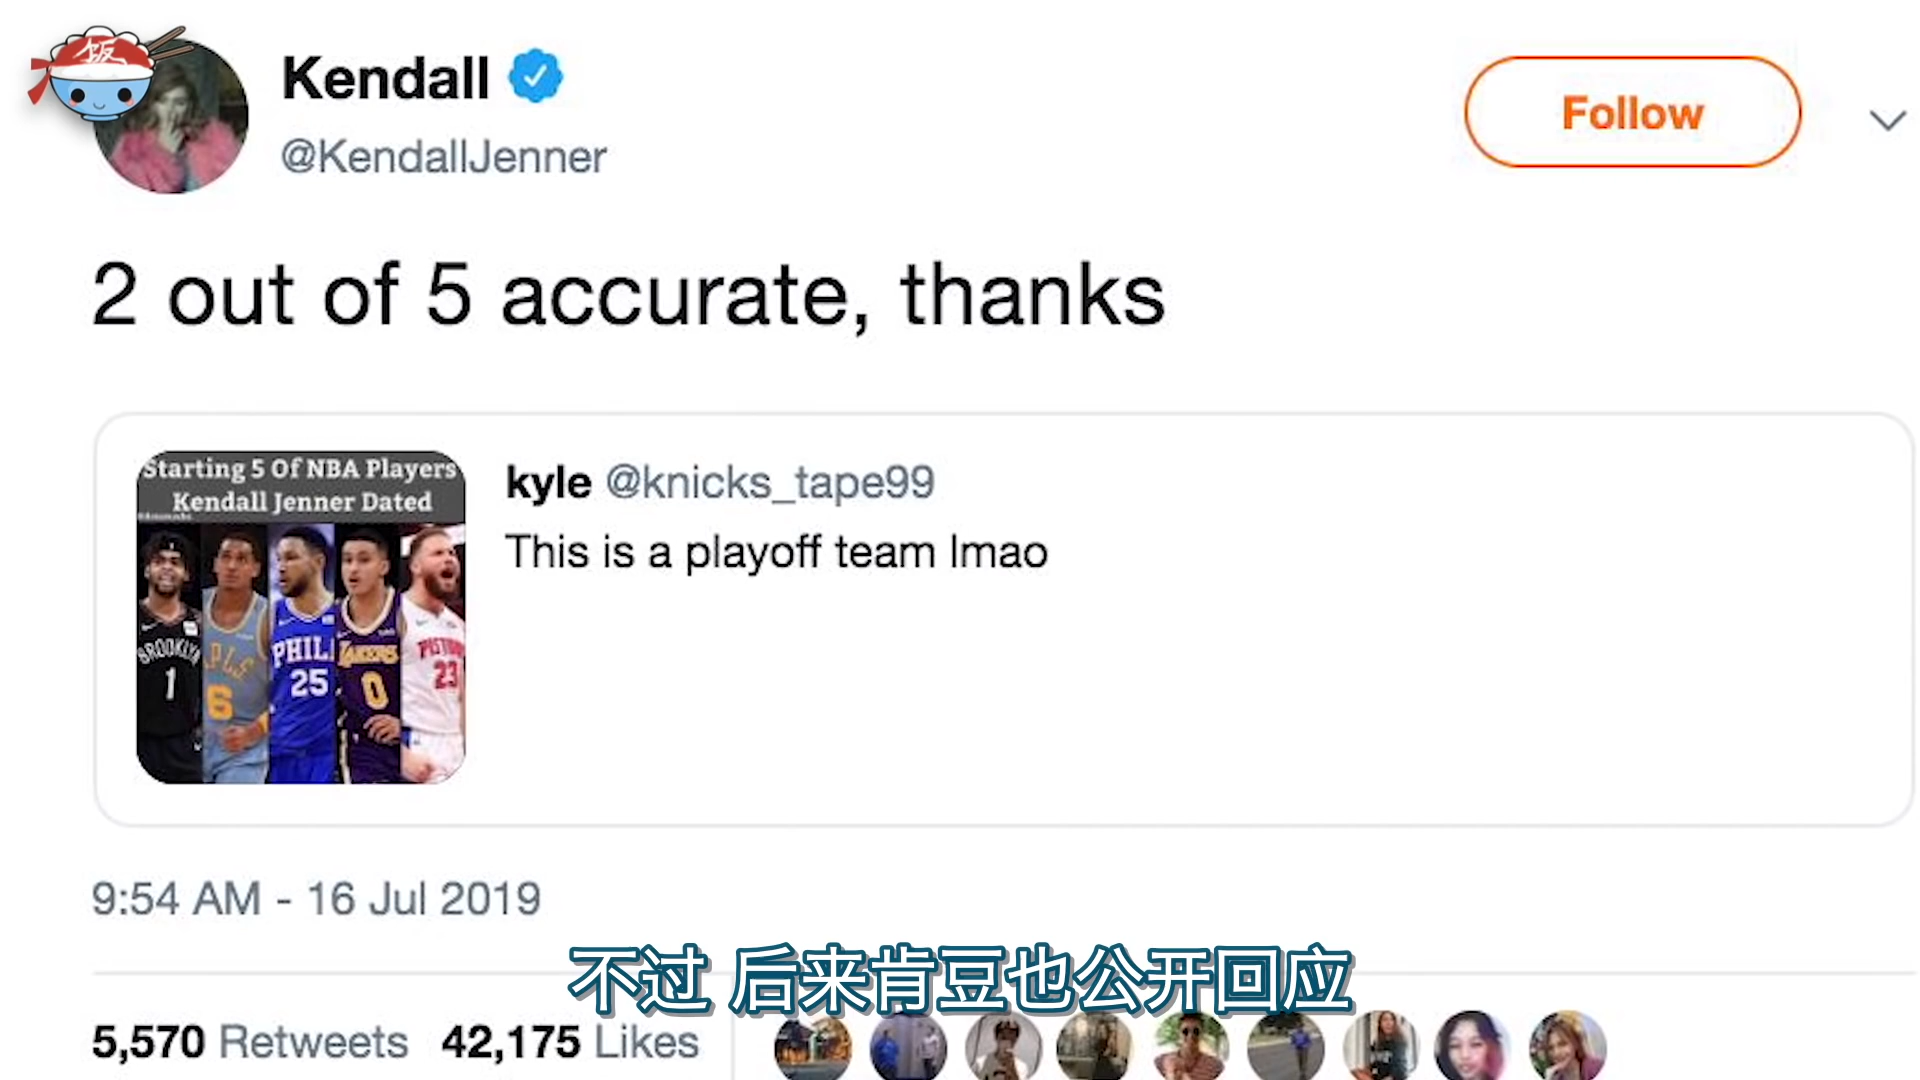 饭
Kendall
@KendallJenner
Follow
2 out of 5 accurate, thanks
Starting 5 Of NBA Players
Kendall Jenner Dated
kyle @knicks_tape99
This is a playoff team lmao
BROOKLYN
1
MPLS
6
PHILA
25
LAKERS
0
PISTONS
23
9:54 AM - 16 Jul 2019
不过 后来肯豆也公开回应
5,570 Retweets 42,175 Likes